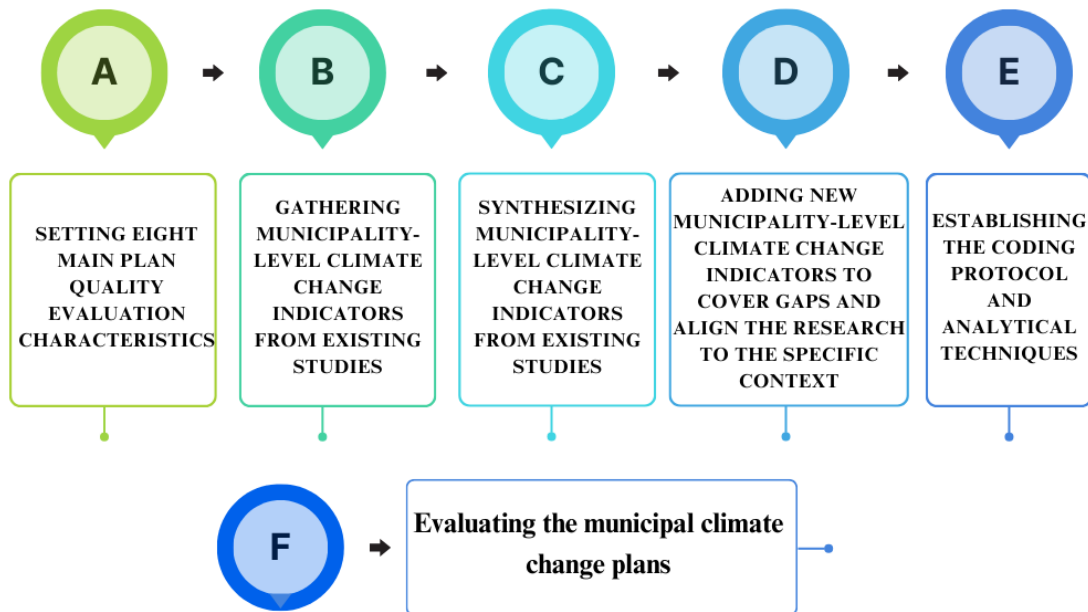 A
B
C
D
E
SETTING EIGHT
MAIN PLAN
QUALITY
EVALUATION
CHARACTERISTICS
GATHERING
MUNICIPALITY-
LEVEL CLIMATE
CHANGE
INDICATORS
FROM EXISTING
STUDIES
SYNTHESIZING
MUNICIPALITY-
LEVEL CLIMATE
CHANGE
INDICATORS
FROM EXISTING
STUDIES
ADDING NEW
MUNICIPALITY-LEVEL
CLIMATE CHANGE
INDICATORS TO
COVER GAPS AND
ALIGN THE RESEARCH
TO THE SPECIFIC
CONTEXT
ESTABLISHING
THE CODING
PROTOCOL
AND
ANALYTICAL
TECHNIQUES
F
Evaluating the municipal climate
change plans